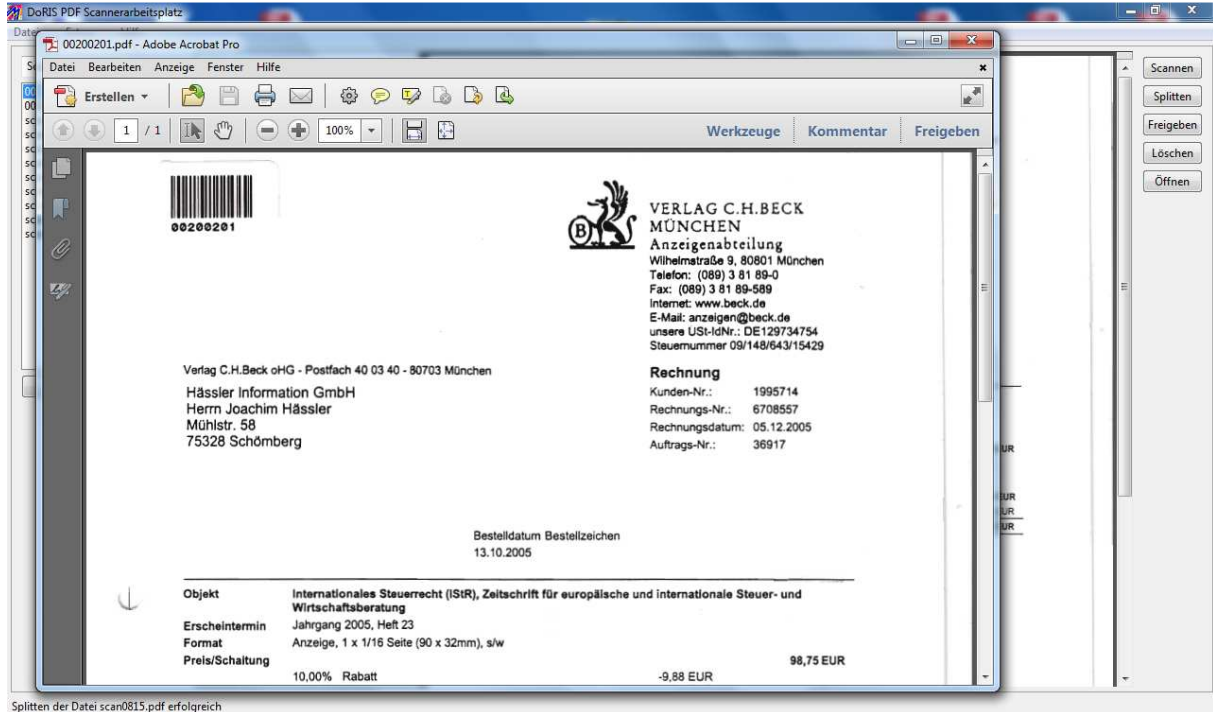 DoRIS PDF Scannerarbeitsplatz
00200201.pdf - Adobe Acrobat Pro
Datei Bearbeiten Anzeige Fenster Hilfe
Erstellen
1 / 1 100% Werkzeuge Kommentar Freigeben
Scannen
Splitten
Freigeben
Löschen
Öffnen
00200201
B
VERLAG C.H.BECK
MÜNCHEN
Anzeigenabteilung
Wilhelmstraße 9, 80801 München
Telefon: (089) 3 81 89-0
Fax: (089) 3 81 89-589
Internet: www.beck.de
E-Mail: anzeigen@beck.de
unsere USt-IdNr.: DE129734754
Steuernummer 09/148/643/15429
Verlag C.H.Beck oHG - Postfach 40 03 40 - 80703 München
Hässler Information GmbH
Herrn Joachim Hässler
Mühlstr. 58
75328 Schömberg
Rechnung
Kunden-Nr.: 1995714
Rechnungs-Nr.: 6708557
Rechnungsdatum: 05.12.2005
Auftrags-Nr.: 36917
Bestelldatum Bestellzeichen
13.10.2005
Objekt Internationales Steuerrecht (IStR), Zeitschrift für europäische und internationale Steuer- und
Wirtschaftsberatung
Erscheintermin Jahrgang 2005, Heft 23
Format Anzeige, 1 x 1/16 Seite (90 x 32mm), s/w
Preis/Schaltung 98,75 EUR
10,00% Rabatt -9,88 EUR
Splitten der Datei scan0815.pdf erfolgreich